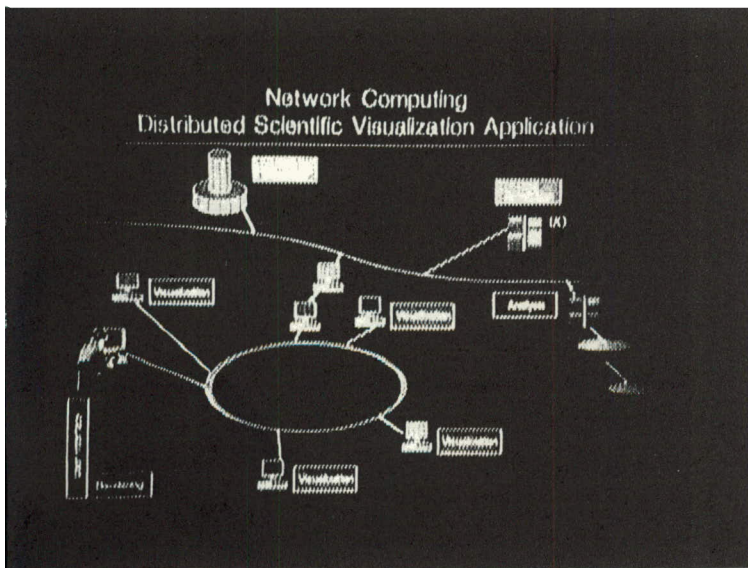 Network Computing
Distributed Scientific Visualization Application
(K)
Visualization
Visualization
Analysis
Visualization
Visualization